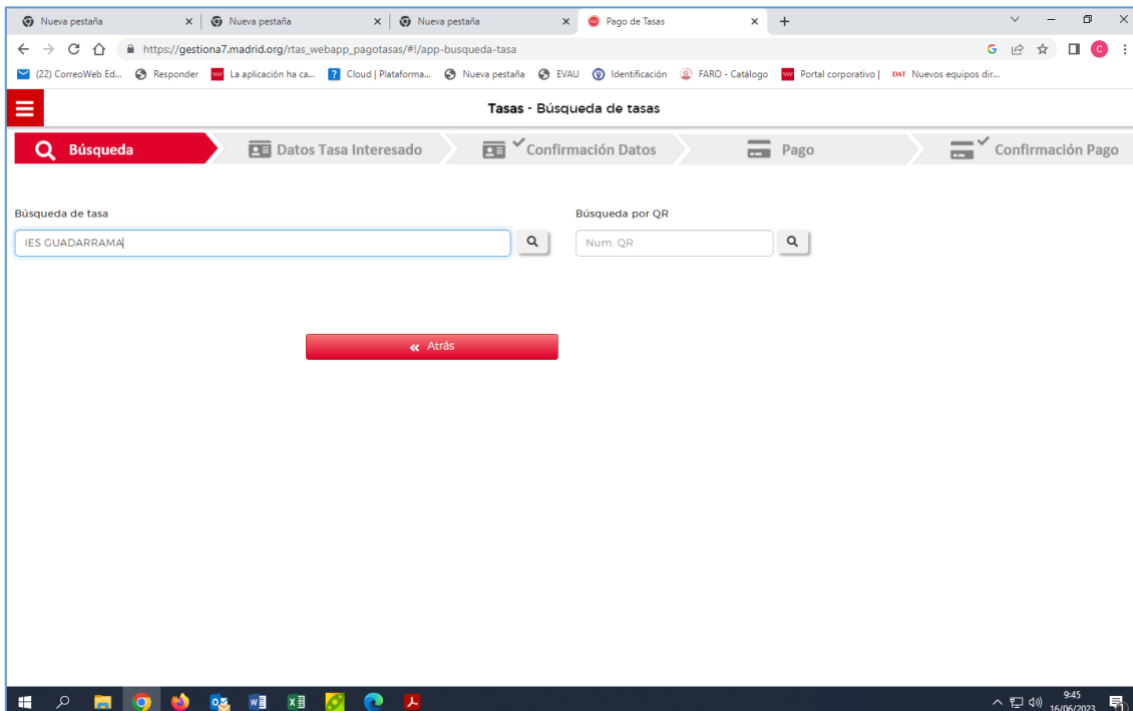 Nueva pestaña
Nueva pestaña
Nueva pestaña
Pago de Tasas
https://gestiona7.madrid.org/rtas_webapp_pagotasas/#!/app-busqueda-tasa
G
C
(22) CorreoWeb Ed...
Responder
La aplicación ha ca...
Cloud | Plataforma...
Nueva pestaña
EVAU
Identificación
FARO - Catálogo
Portal corporativo |
DAT Nuevos equipos dir...
Tasas - Búsqueda de tasas
Búsqueda
Datos Tasa Interesado
Confirmación Datos
Pago
Confirmación Pago
Búsqueda de tasa
Búsqueda por QR
IES GUADARRAMA
Num. QR
« Atrás
9:45
16/06/2023